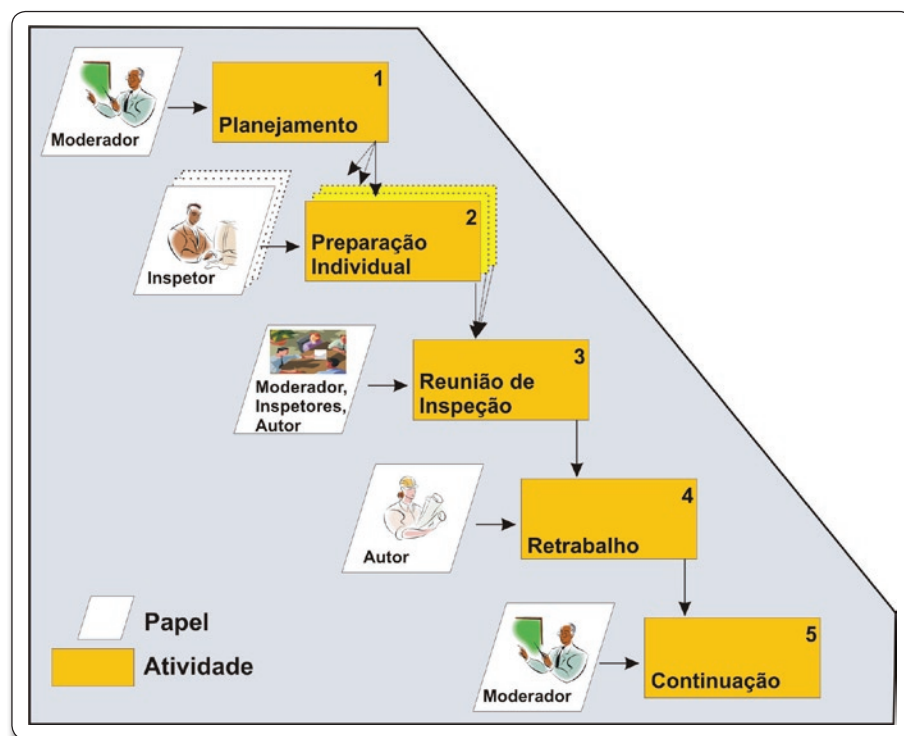 1
Planejamento
Moderador
2
Preparação
Individual
Inspetor
3
Reunião de
Inspeção
Moderador,
Inspetores,
Autor
4
Retrabalho
Autor
5
Continuação
Moderador
Papel
Atividade